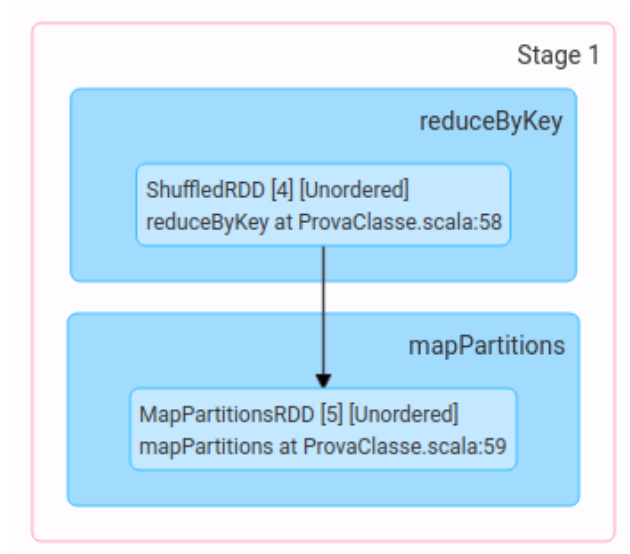 Stage 1
reduceByKey
ShuffledRDD [4] [Unordered]
reduceByKey at ProvaClasse.scala:58
mapPartitions
MapPartitionsRDD [5] [Unordered]
mapPartitions at ProvaClasse.scala:59